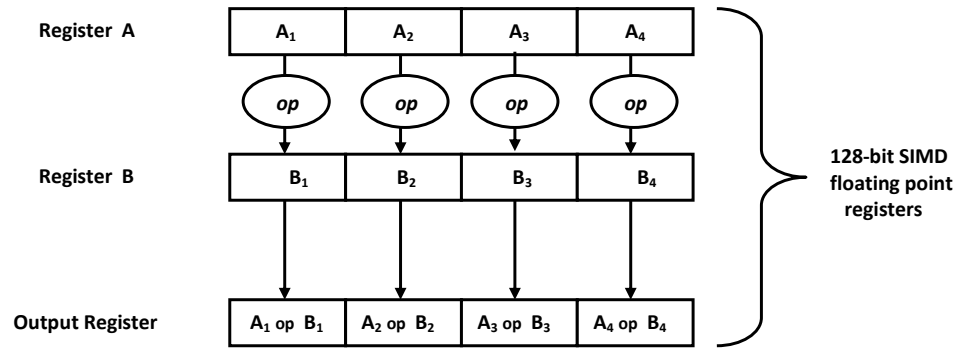 Register A
A₁ A₂ A₃ A₄
op op op op
Register B
B₁ B₂ B₃ B₄
128-bit SIMD
floating point
registers
Output Register
A₁ op B₁ A₂ op B₂ A₃ op B₃ A₄ op B₄